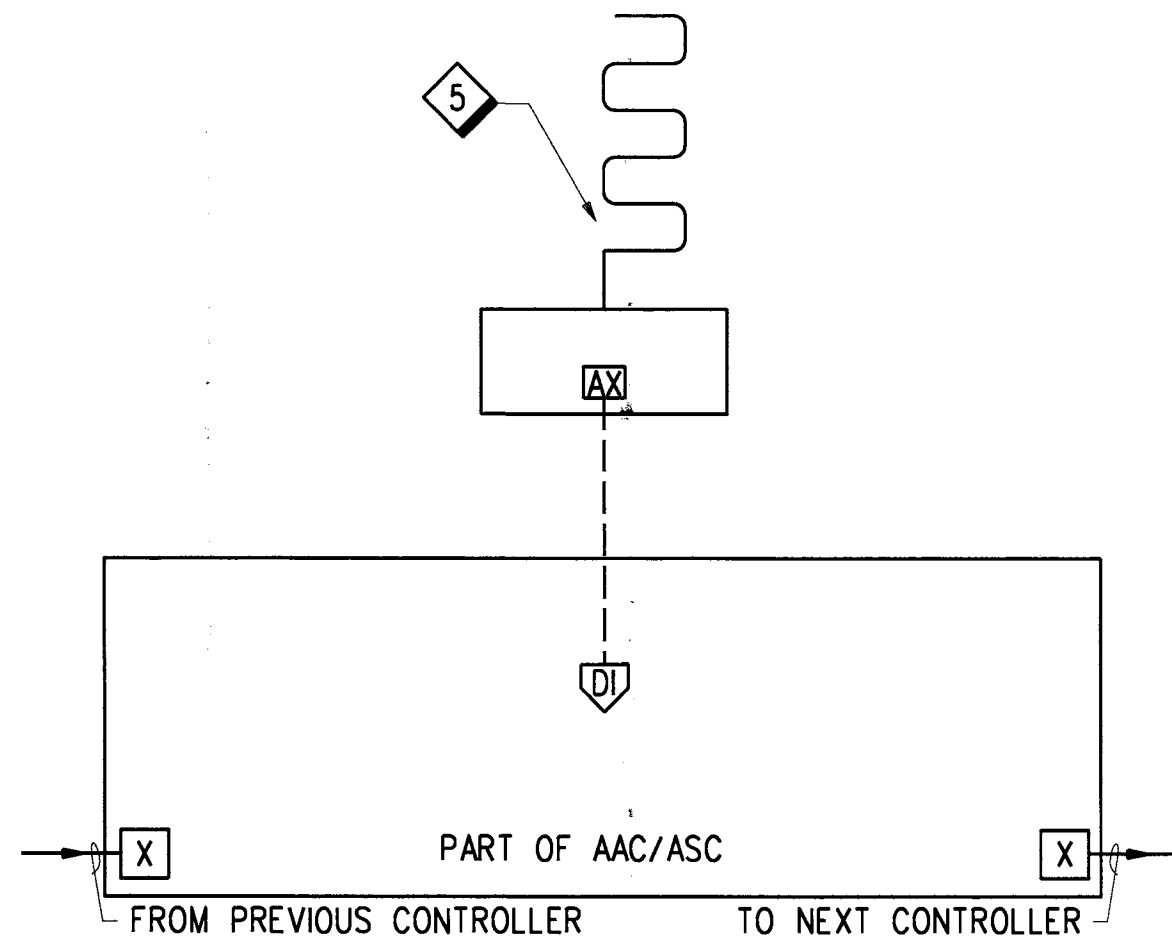 5
AX
DI
X
PART OF AAC/ASC
X
FROM PREVIOUS CONTROLLER
TO NEXT CONTROLLER